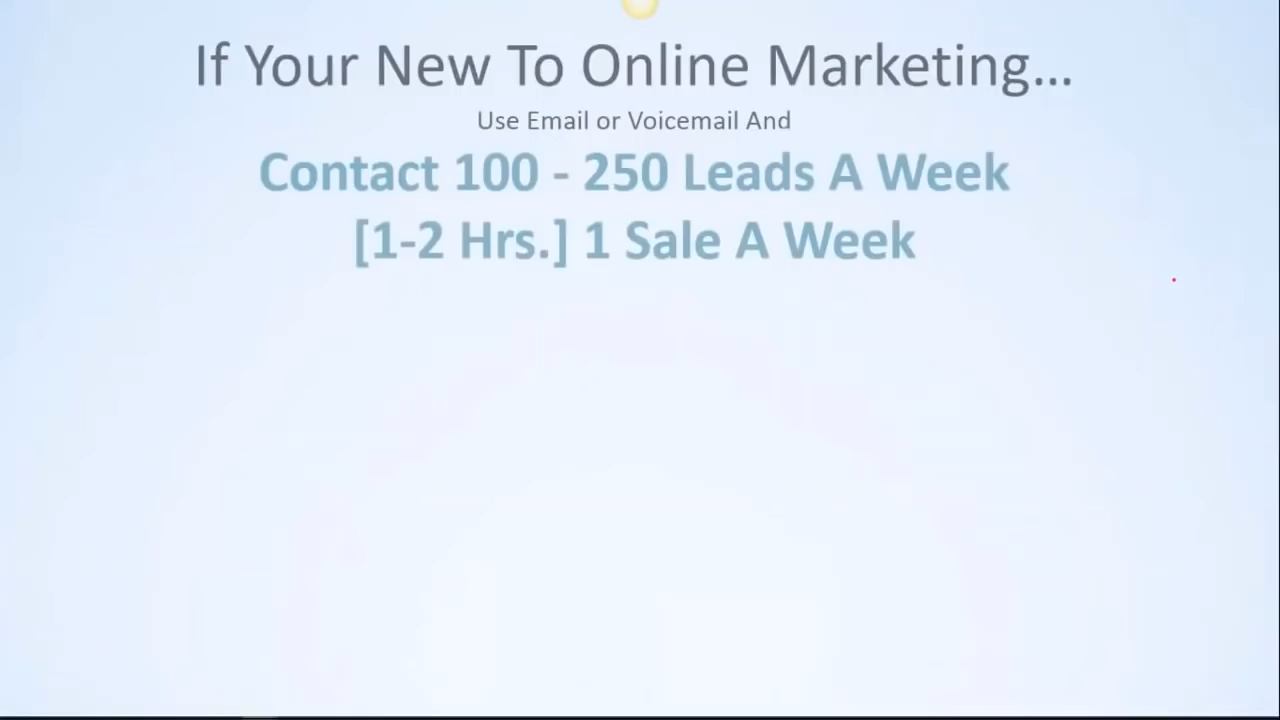 If Your New To Online Marketing...
Use Email or Voicemail And
Contact 100 - 250 Leads A Week
[1-2 Hrs.] 1 Sale A Week